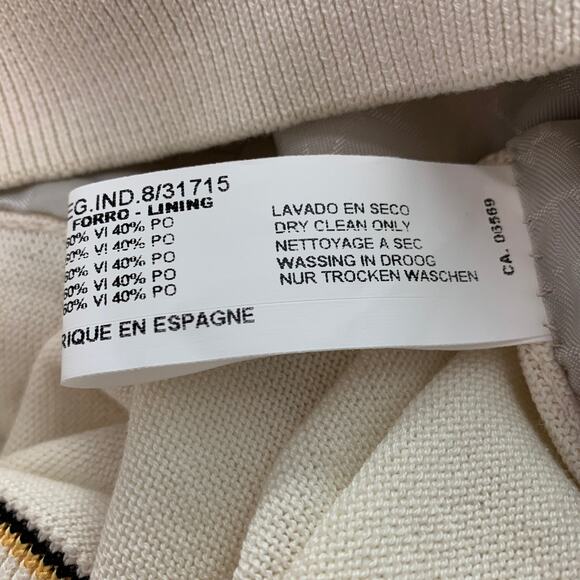 EG.IND.8/31715
FORRO - LINING
60% VI 40% PO
60% VI 40% PO
60% VI 40% PO
60% VI 40% PO
60% VI 40% PO
RIQUE EN ESPAGNE
LAVADO EN SECO
DRY CLEAN ONLY
NETTOYAGE A SEC
WASSING IN DROOG
NUR TROCKEN WASCHEN
CA. 06569